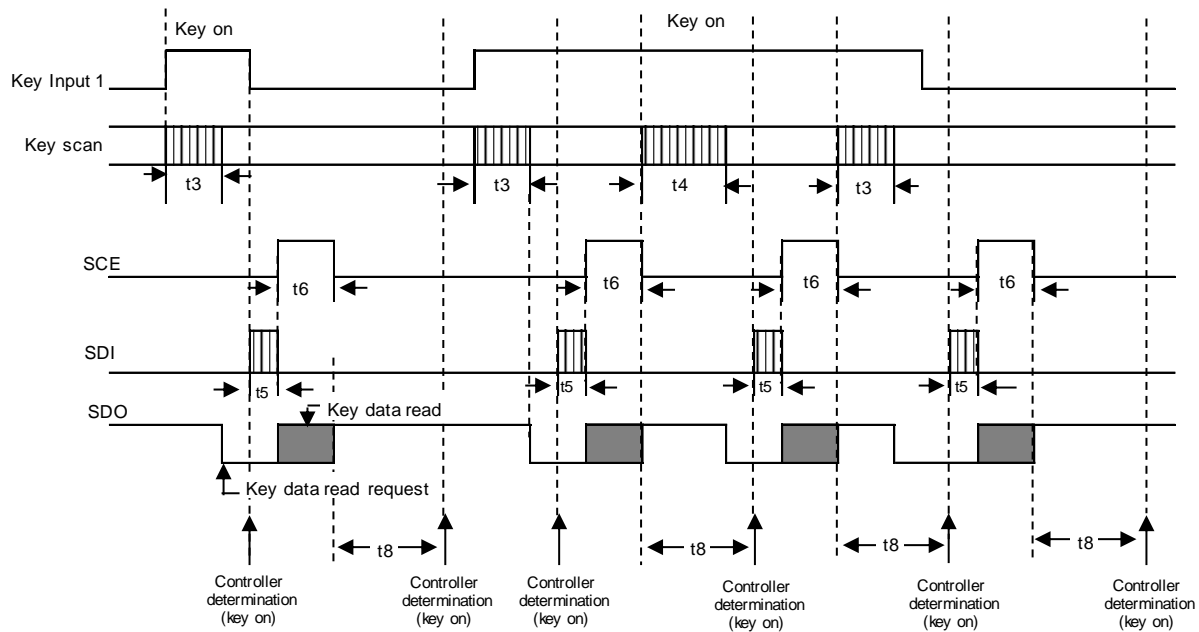 Key on
Key on
Key Input 1
Key scan
t3
t3
t4
t3
SCE
t6
t6
t6
t6
SDI
t5
t5
t5
t5
SDO
Key data read
Key data read request
t8
t8
t8
t8
Controller
determination
(key on)
Controller
determination
(key on)
Controller
determination
(key on)
Controller
determination
(key on)
Controller
determination
(key on)
Controller
determination
(key on)